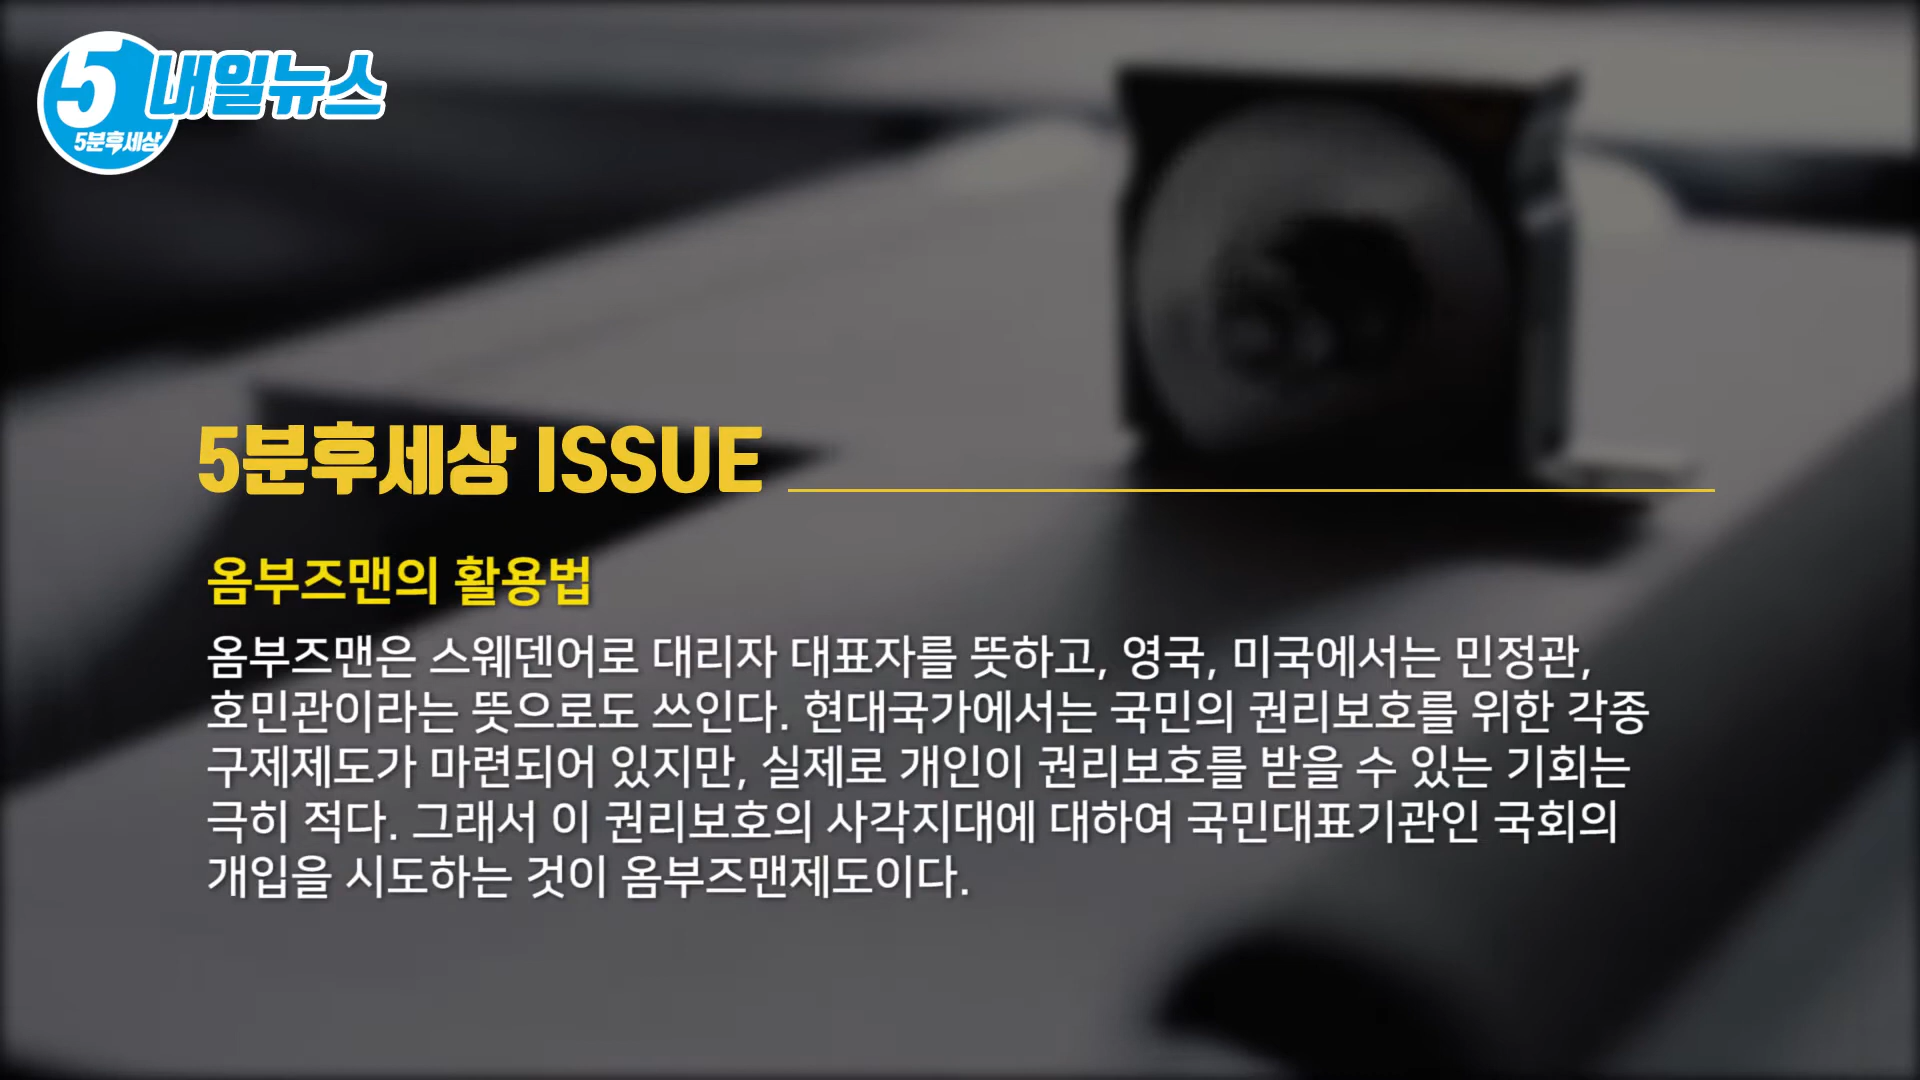 5 내일뉴스
5분후세상
5분후세상 ISSUE
옴부즈맨의 활용법
옴부즈맨은 스웨덴어로 대리자 대표자를 뜻하고, 영국, 미국에서는 민정관,
호민관이라는 뜻으로도 쓰인다. 현대국가에서는 국민의 권리보호를 위한 각종
구제제도가 마련되어 있지만, 실제로 개인이 권리보호를 받을 수 있는 기회는
극히 적다. 그래서 이 권리보호의 사각지대에 대하여 국민대표기관인 국회의
개입을 시도하는 것이 옴부즈맨제도이다.